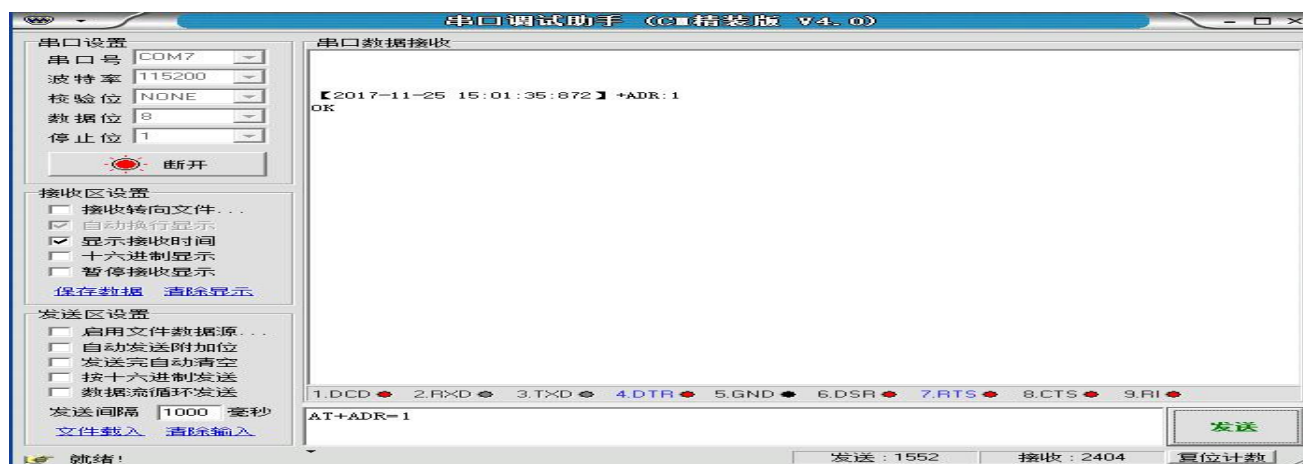 串口调试助手 (CM精装版 V4.0)
串口设置
串口号 COM7
波特率 115200
校验位 NONE
数据位 8
停止位 1
断开
接收区设置
接收转向文件...
自动换行显示
显示接收时间
十六进制显示
暂停接收显示
保存数据 清除显示
发送区设置
启用文件数据源...
自动发送附加位
发送完自动清空
按十六进制发送
数据流循环发送
发送间隔 1000 毫秒
文件载入 清除输入
串口数据接收
【2017-11-25 15:01:35:872】 +ADR:1
OK
1.DCD 2.RXD 3.TXD 4.DTR 5.GND 6.DSR 7.RTS 8.CTS 9.RI
AT+ADR=1
发送
就绪! 发送:1552 接收:2404 复位计数